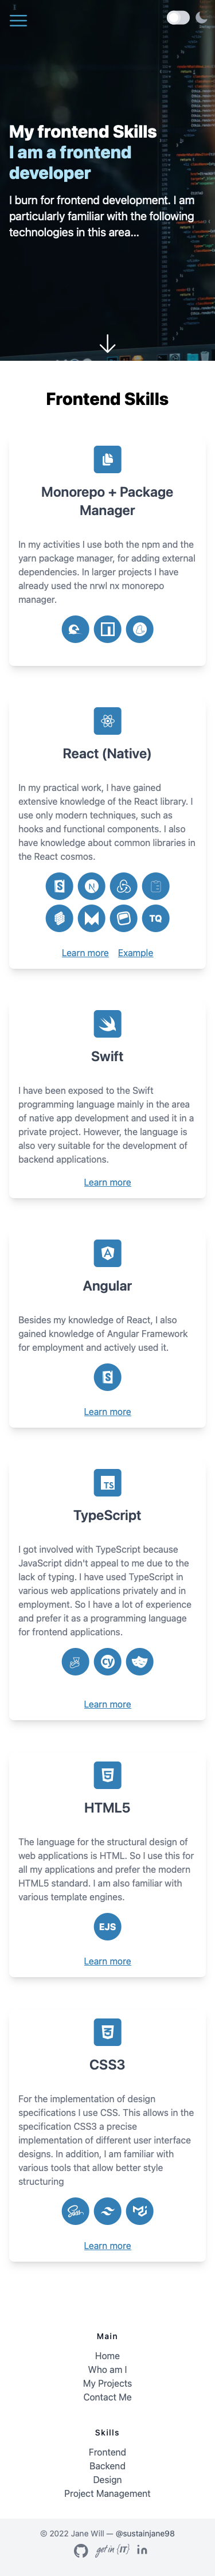 My frontend Skills
I am a frontend
developer
I burn for frontend development. I am
particularly familiar with the following
technologies in this area...
Frontend Skills
Monorepo + Package
Manager
In my activities I use both the npm and the
yarn package manager, for adding external
dependencies. In larger projects I have
already used the nrwl nx monorepo
manager.
React (Native)
In my practical work, I have gained
extensive knowledge of the React library. I
use only modern techniques, such as
hooks and functional components. I also
have knowledge about common libraries in
the React cosmos.
TQ
Learn more Example
Swift
I have been exposed to the Swift
programming language mainly in the area
of native app development and used it in a
private project. However, the language is
also very suitable for the development of
backend applications.
Learn more
Angular
Besides my knowledge of React, I also
gained knowledge of Angular Framework
for employment and actively used it.
Learn more
TS
TypeScript
I got involved with TypeScript because
JavaScript didn't appeal to me due to the
lack of typing. I have used TypeScript in
various web applications privately and in
employment. So I have a lot of experience
and prefer it as a programming language
for frontend applications.
cy
Learn more
HTML5
The language for the structural design of
web applications is HTML. So I use this for
all my applications and prefer the modern
HTML5 standard. I am also familiar with
various template engines.
EJS
Learn more
CSS3
For the implementation of design
specifications I use CSS. This allows in the
specification CSS3 a precise
implementation of different user interface
designs. In addition, I am familiar with
various tools that allow better style
structuring
Sass
Learn more
Main
Home
Who am I
My Projects
Contact Me
Skills
Frontend
Backend
Design
Project Management
© 2022 Jane Will — @sustainjane98
get in (IT) in